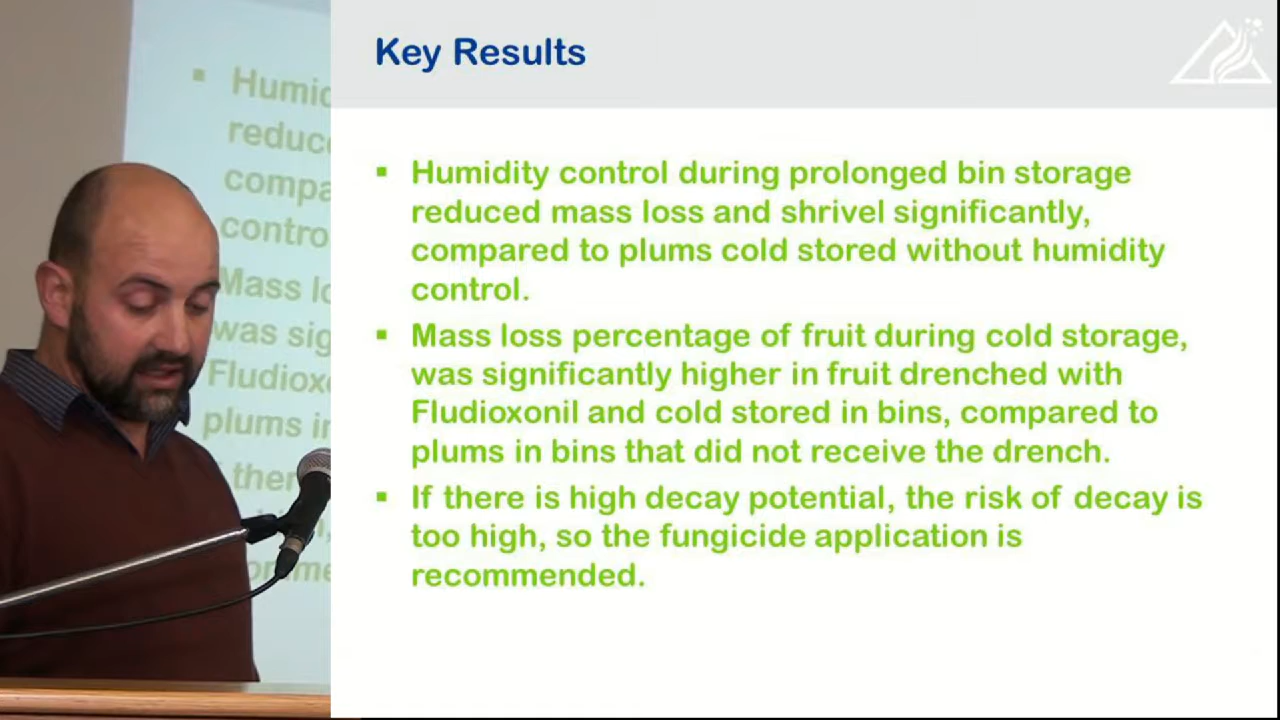 Key Results
▪ Humidity control during prolonged bin storage
reduced mass loss and shrivel significantly,
compared to plums cold stored without humidity
control.
▪ Mass loss percentage of fruit during cold storage,
was significantly higher in fruit drenched with
Fludioxonil and cold stored in bins, compared to
plums in bins that did not receive the drench.
▪ If there is high decay potential, the risk of decay is
too high, so the fungicide application is
recommended.